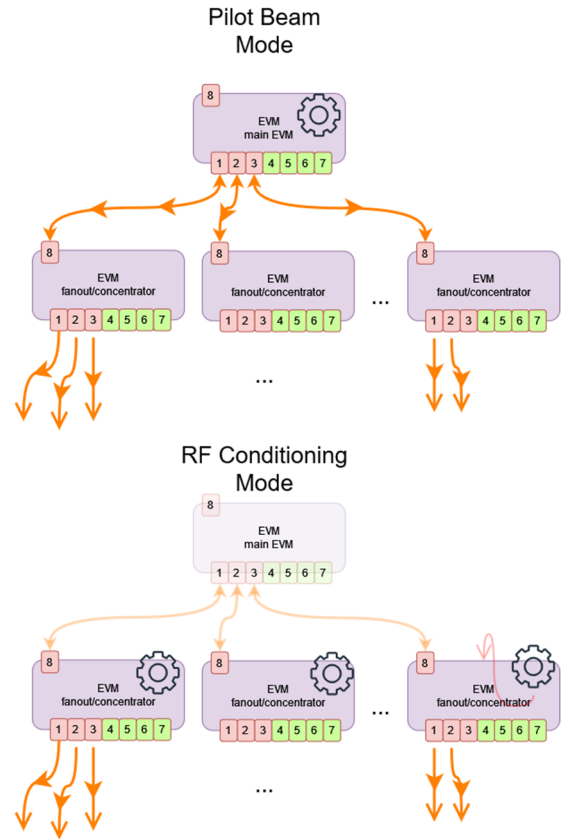 Pilot Beam
Mode
8
EVM
main EVM
1 2 3 4 5 6 7
8 8 8
EVM EVM EVM
fanout/concentrator fanout/concentrator ... fanout/concentrator
1 2 3 4 5 6 7 1 2 3 4 5 6 7 1 2 3 4 5 6 7
...
RF Conditioning
Mode
8
EVM
main EVM
1 2 3 4 5 6 7
8 8 8
EVM EVM EVM
fanout/concentrator fanout/concentrator ... fanout/concentrator
1 2 3 4 5 6 7 1 2 3 4 5 6 7 1 2 3 4 5 6 7
...